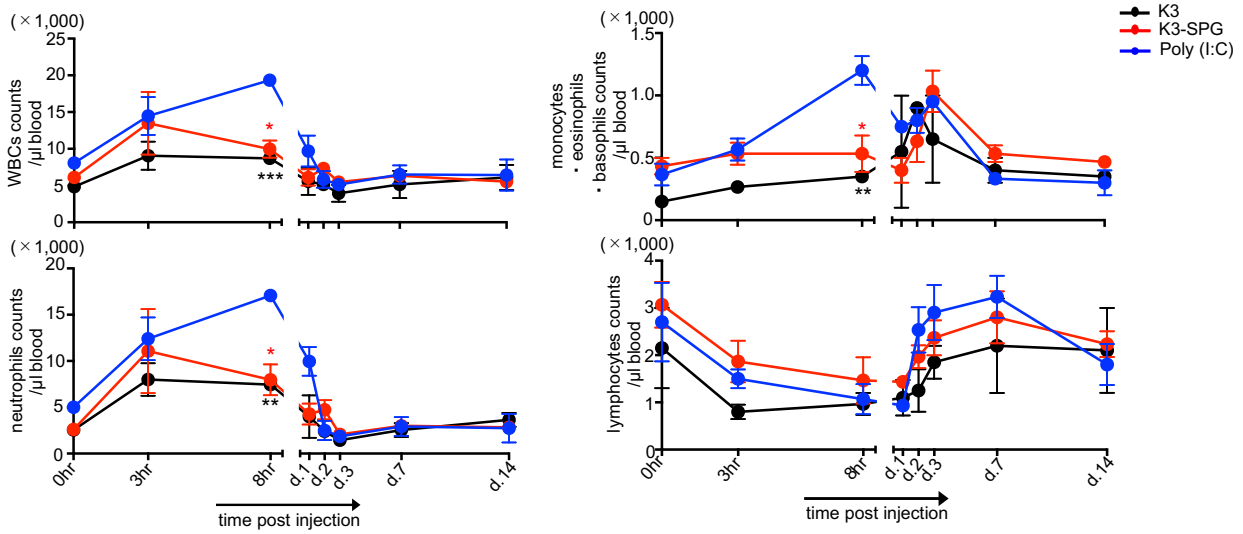 (×1,000)
WBCs counts
/μl blood
25
20
15
10
5
0
*
***
(×1,000)
monocytes
・eosinophils
・basophils counts
/μl blood
1.5
1.0
0.5
0
*
**
K3
K3-SPG
Poly (I:C)
(×1,000)
neutrophils counts
/μl blood
20
15
10
5
0
*
**
0hr
3hr
8hr
d.1
d.2
d.3
d.7
d.14
time post injection
(×1,000)
lymphocytes counts
/μl blood
4
3
2
1
0
0hr
3hr
8hr
d.1
d.2
d.3
d.7
d.14
time post injection